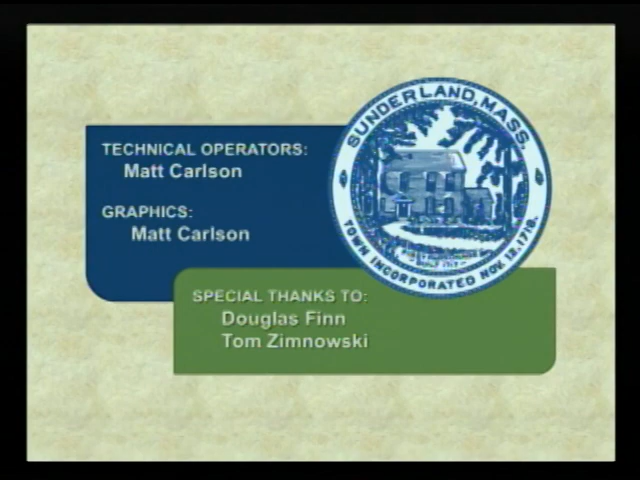 TECHNICAL OPERATORS:
Matt Carlson
GRAPHICS:
Matt Carlson
SUNDERLAND, MASS.
TOWN INCORPORATED NOV. 12, 1718.
SPECIAL THANKS TO:
Douglas Finn
Tom Zimnowski